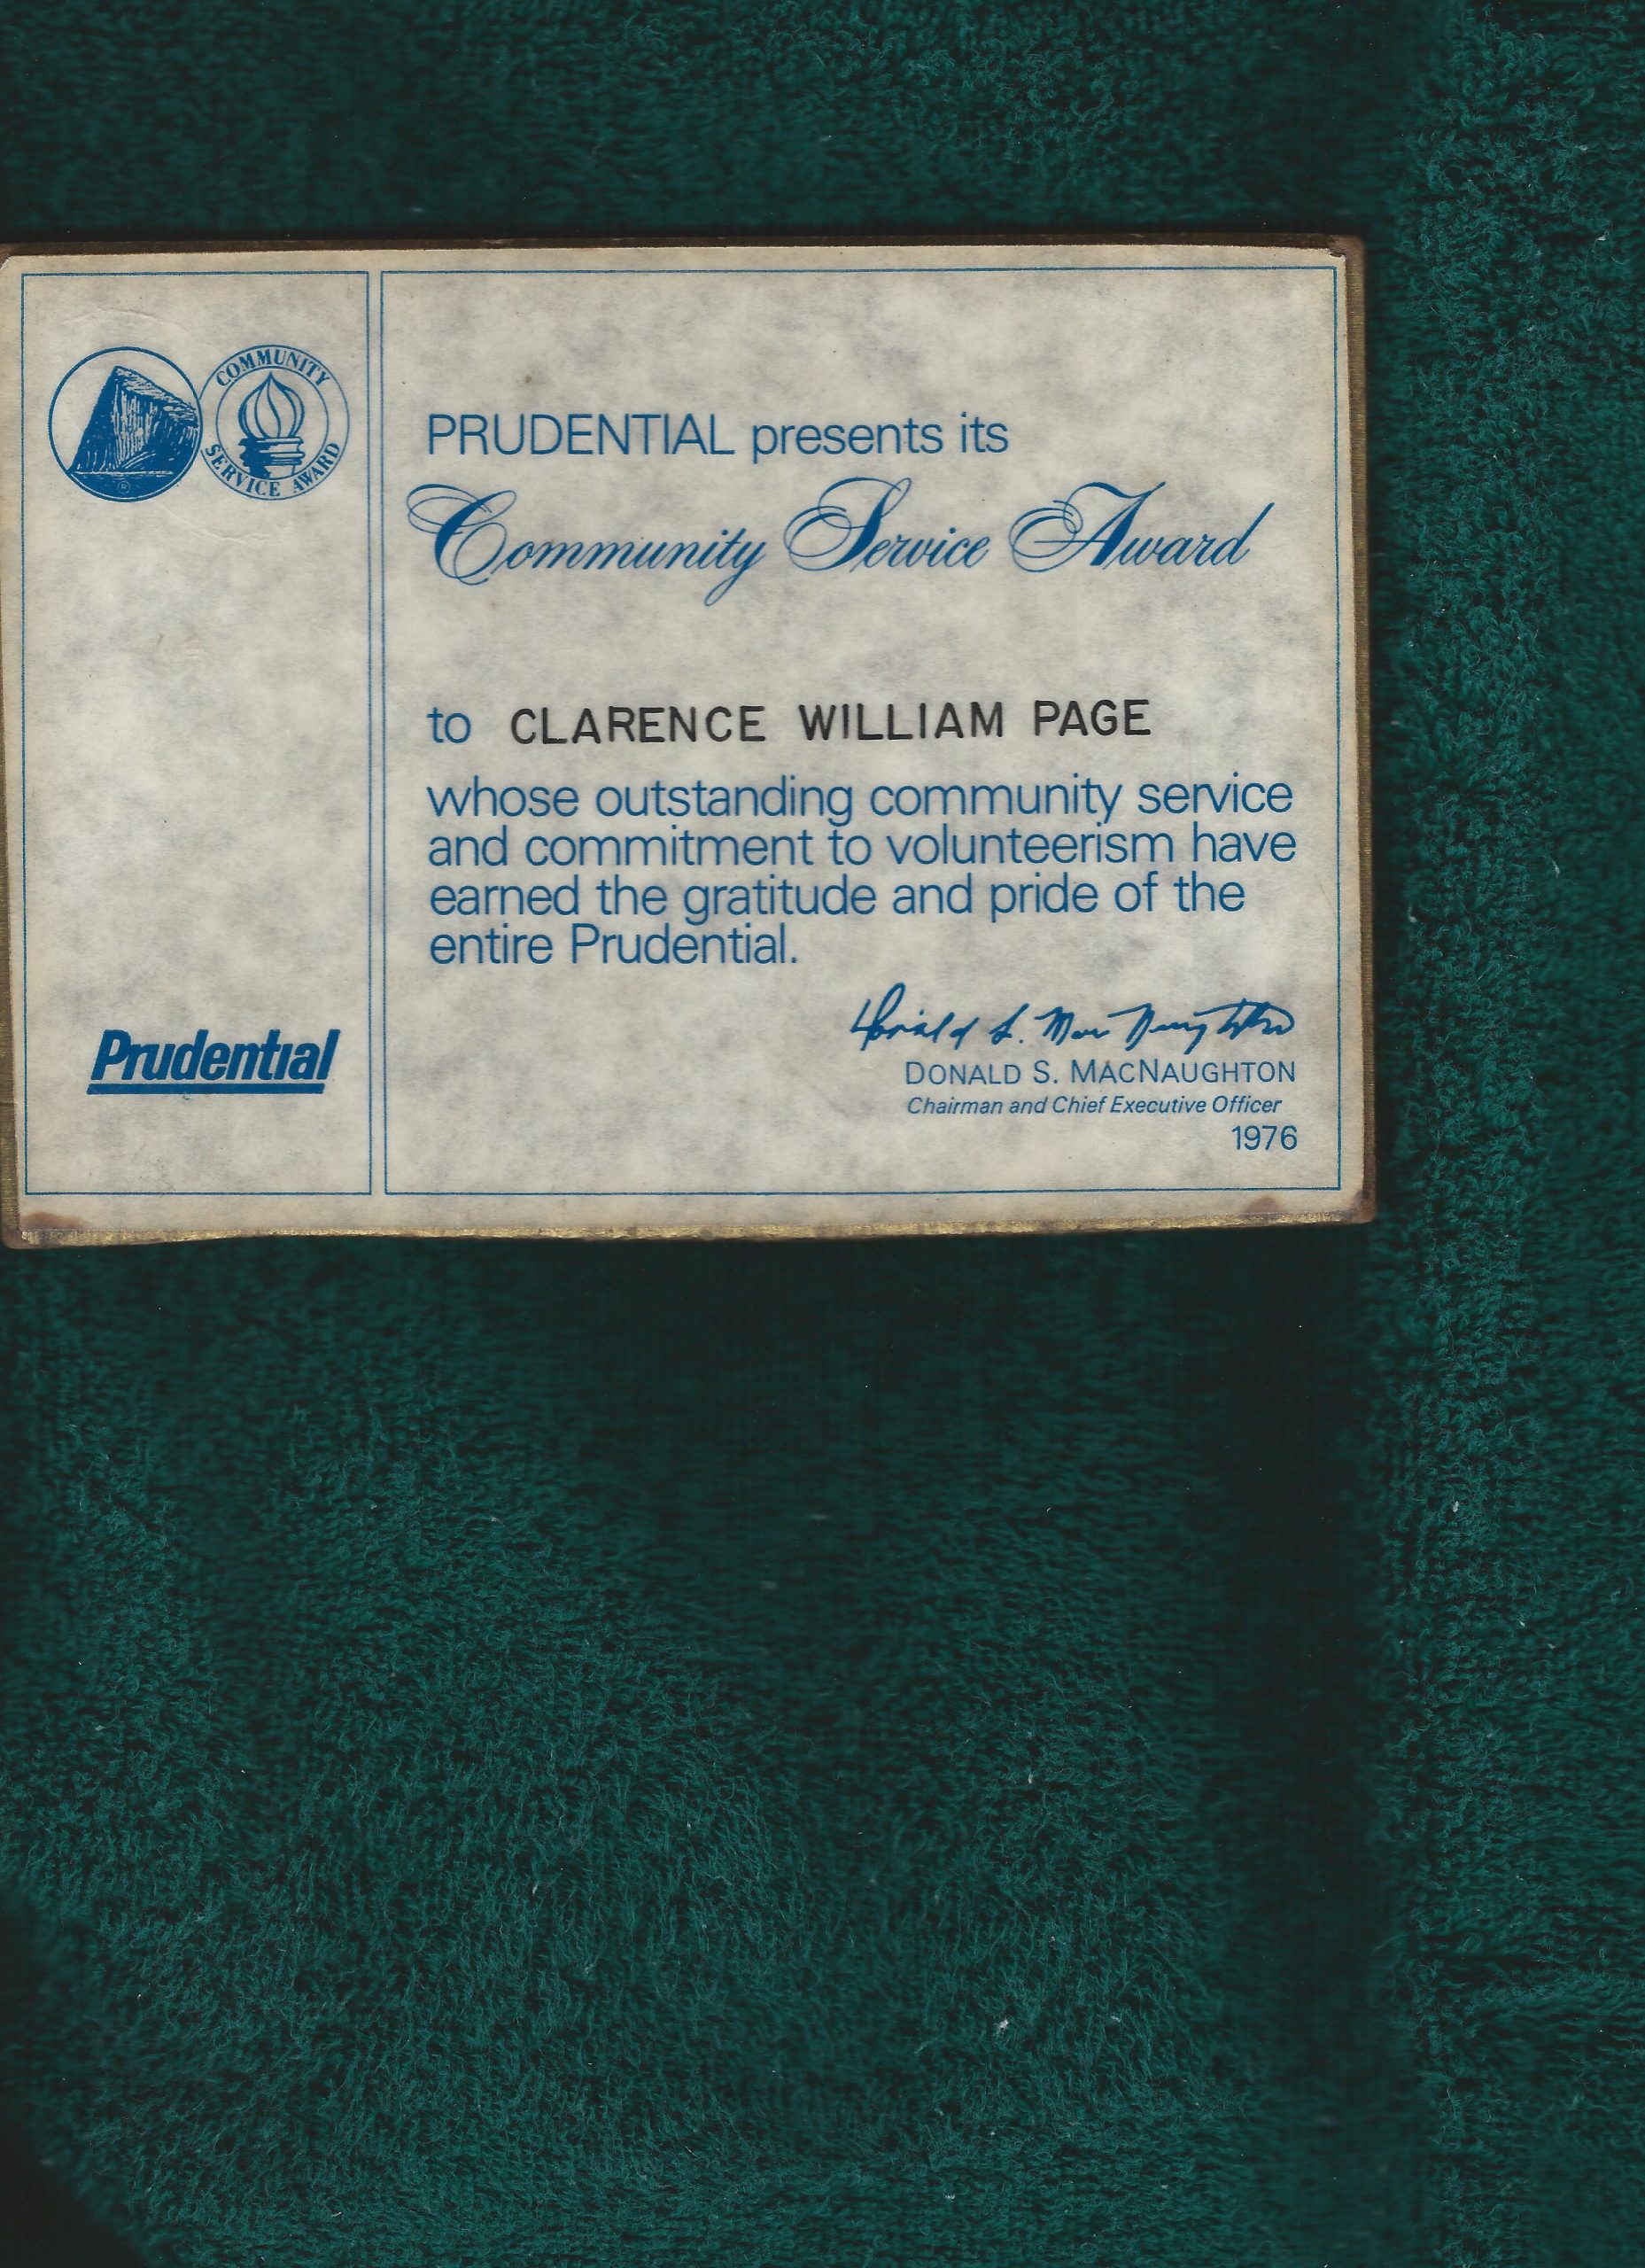 COMMUNITY
SERVICE AWARD
Prudential
PRUDENTIAL presents its
Community Service Award
to CLARENCE WILLIAM PAGE
whose outstanding community service
and commitment to volunteerism have
earned the gratitude and pride of the
entire Prudential.
Donald S. MacNaughton
DONALD S. MACNAUGHTON
Chairman and Chief Executive Officer
1976